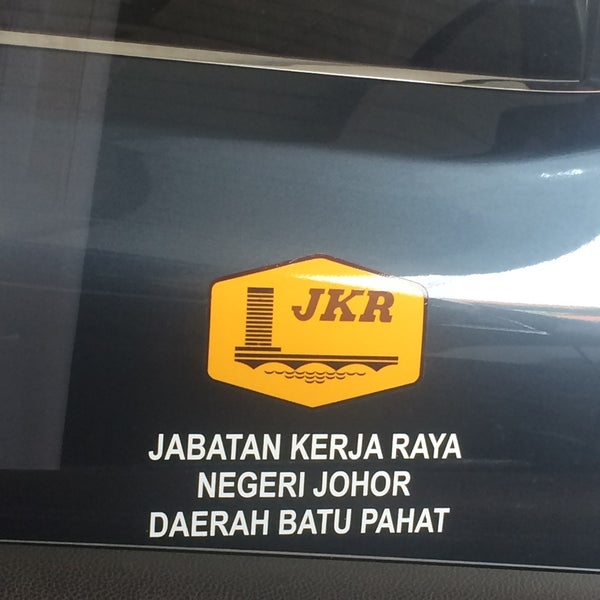 JKR
JABATAN KERJA RAYA
NEGERI JOHOR
DAERAH BATU PAHAT